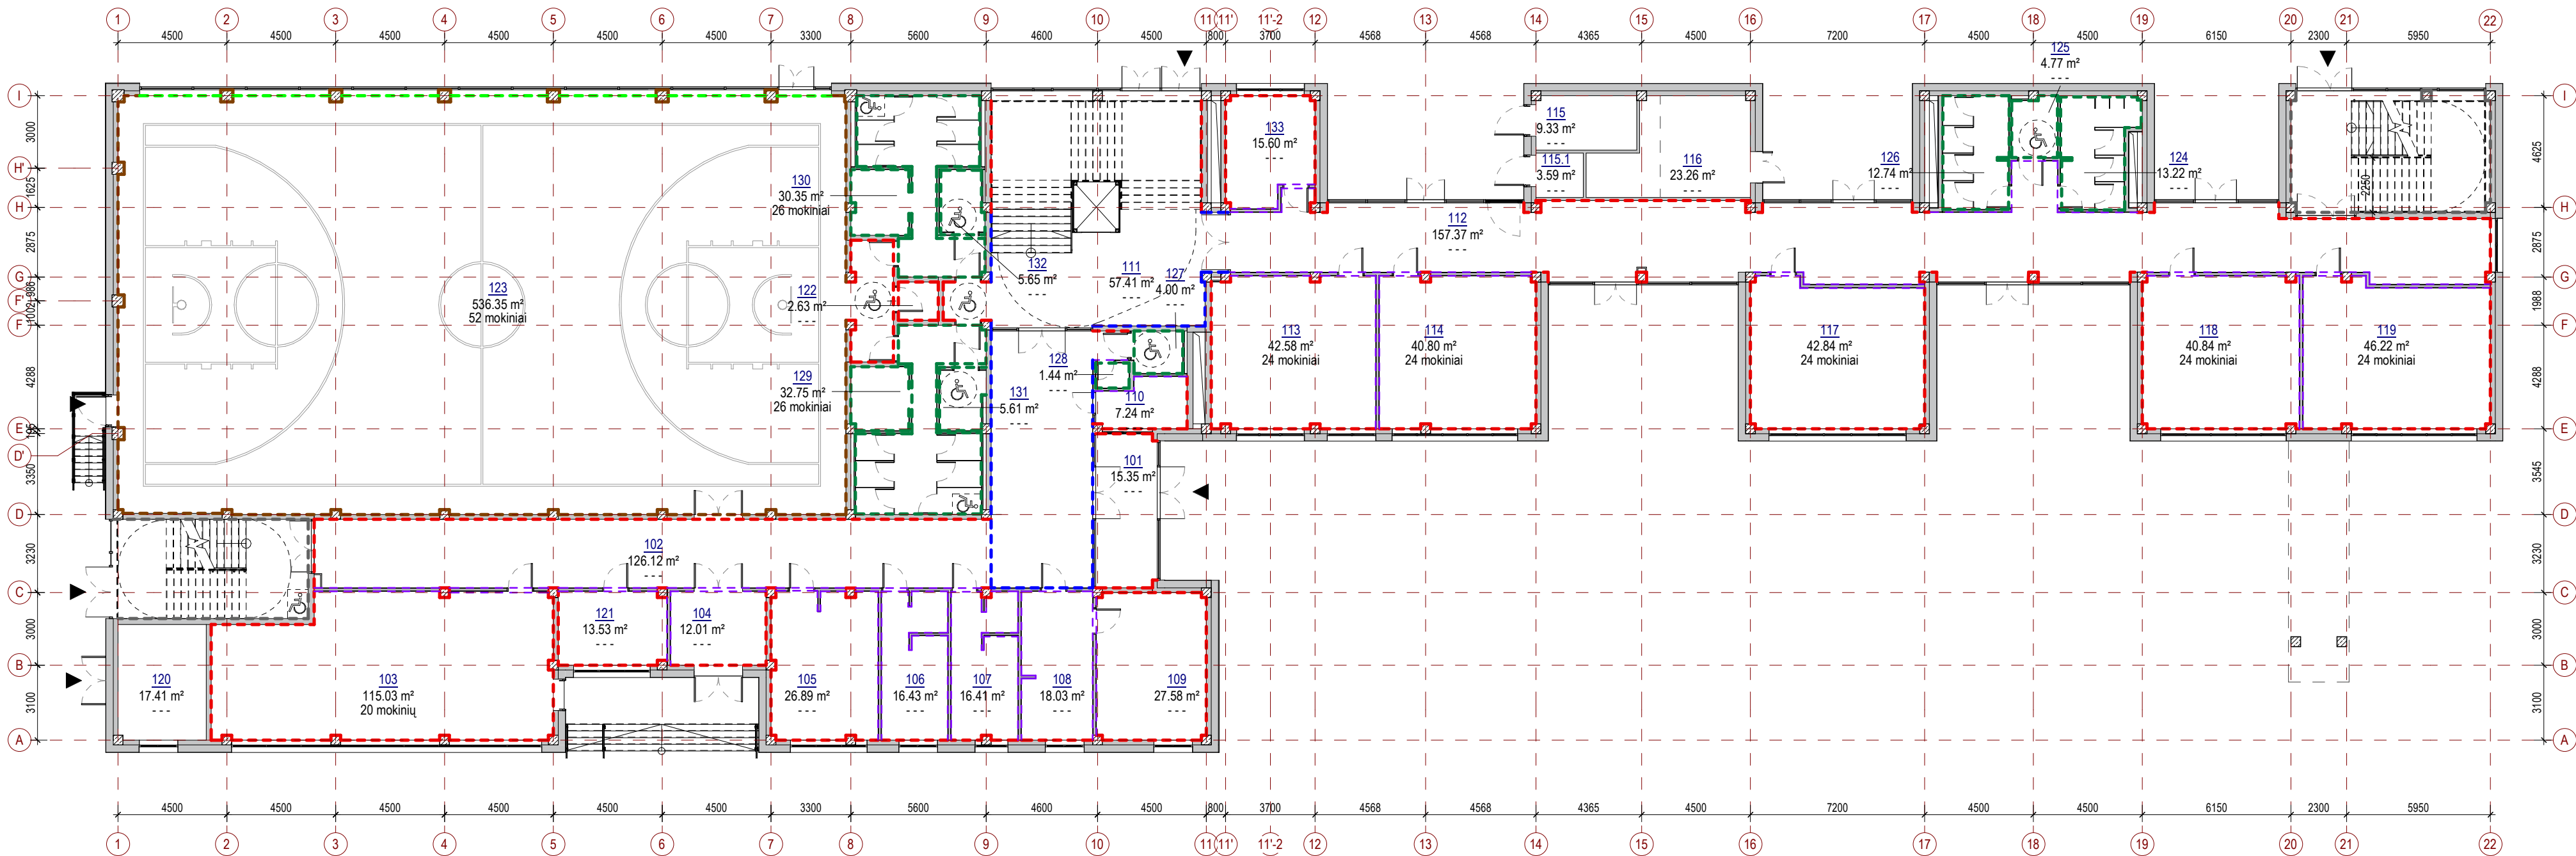 1 2 3 4 5 6 7 8 9 10 11 11' 11'-2 12 13 14 15 16 17 18 19 20 21 22
4500 4500 4500 4500 4500 4500 3300 5600 4600 4500 800 3700 4568 4568 4365 4500 7200 4500 4500 6150 2300 5950
125
4.77 m²
---
I I
3000
4625
H'
1625
H H
2875
2875
G G
986
F'
1002
1988
F F
4288
4288
E E
195
D'
3350
3545
D D
3230
3230
C C
3000
3000
B B
3100
3100
A A
133
15.60 m²
---
115
9.33 m²
---
115.1
3.59 m²
---
116
23.26 m²
---
126
12.74 m²
---
124
13.22 m²
---
2250
130
30.35 m²
26 mokiniai
112
157.37 m²
---
132
5.65 m²
---
111
57.41 m²
---
127
4.00 m²
---
123
536.35 m²
52 mokiniai
122
2.63 m²
---
113
42.58 m²
24 mokiniai
114
40.80 m²
24 mokiniai
117
42.84 m²
24 mokiniai
118
40.84 m²
24 mokiniai
119
46.22 m²
24 mokiniai
128
1.44 m²
---
129
32.75 m²
26 mokiniai
131
5.61 m²
---
110
7.24 m²
---
101
15.35 m²
---
102
126.12 m²
---
121
13.53 m²
---
104
12.01 m²
---
120
17.41 m²
---
103
115.03 m²
20 mokinių
105
26.89 m²
---
106
16.43 m²
---
107
16.41 m²
---
108
18.03 m²
---
109
27.58 m²
---
4500 4500 4500 4500 4500 4500 3300 5600 4600 4500 800 3700 4568 4568 4365 4500 7200 4500 4500 6150 2300 5950
1 2 3 4 5 6 7 8 9 10 11 11' 11'-2 12 13 14 15 16 17 18 19 20 21 22